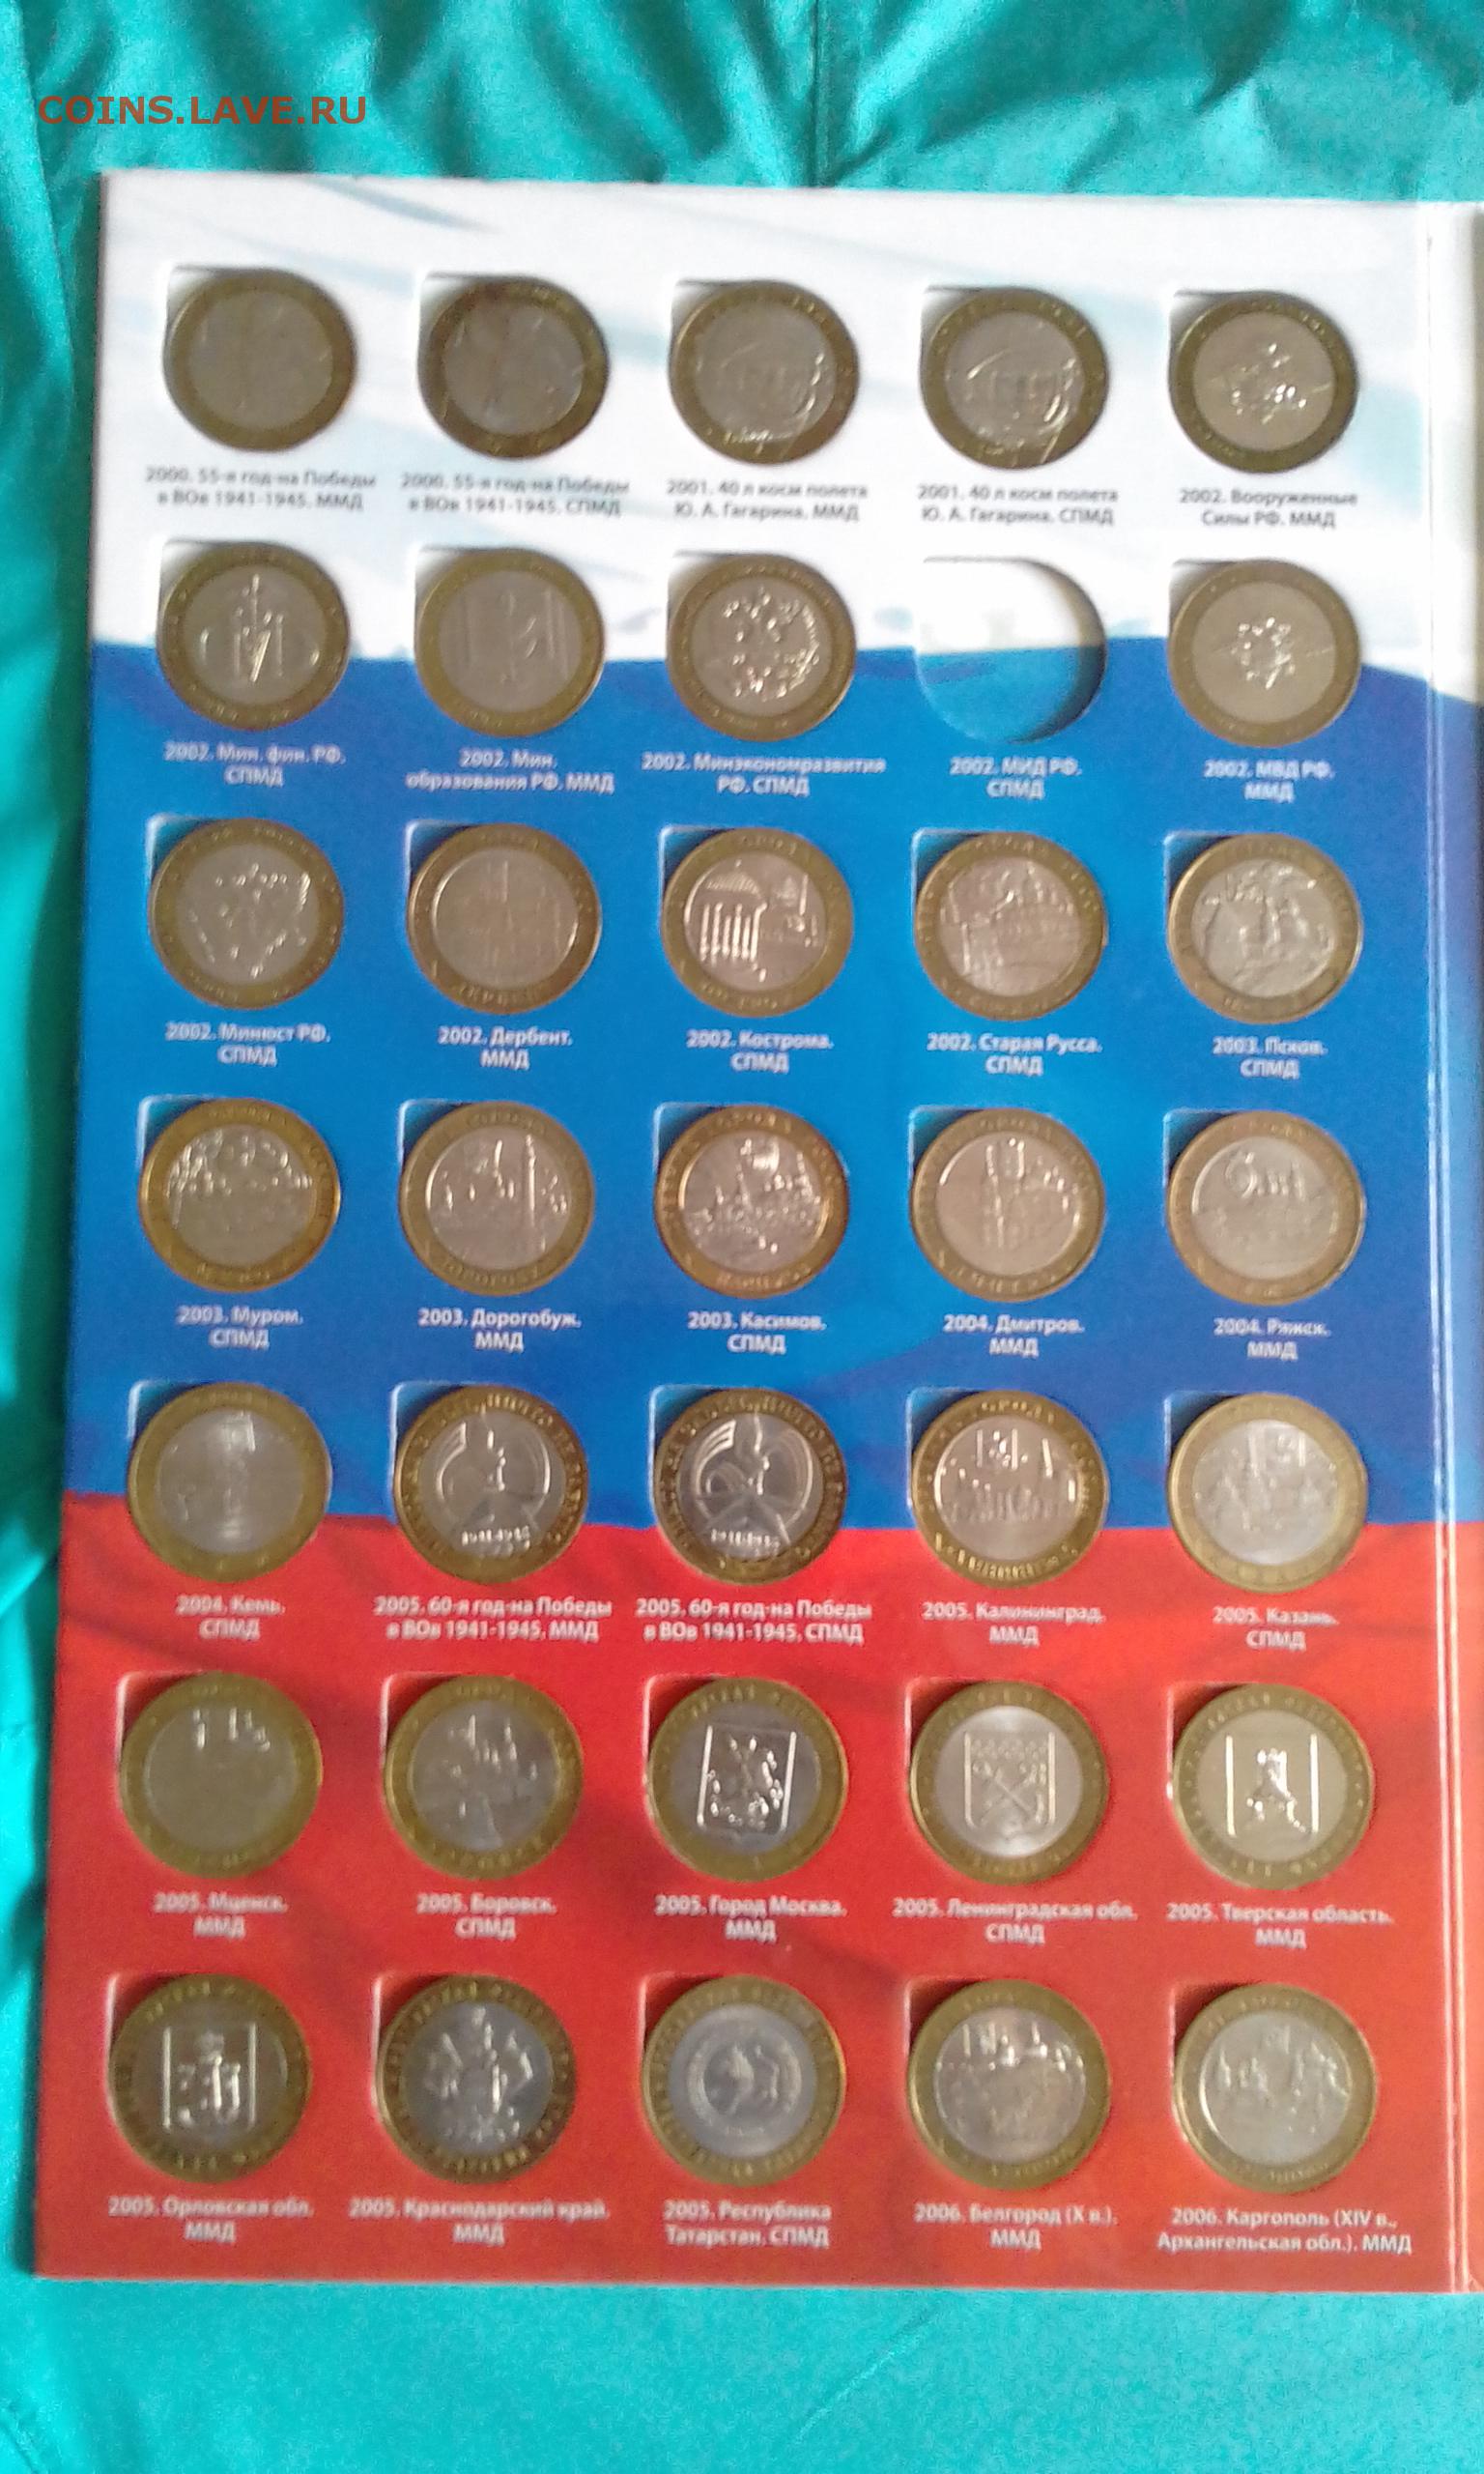 COINS.LAVE.RU
2000. 55-я год-на Победы
в ВОв 1941-1945. ММД
2000. 55-я год-на Победы
в ВОв 1941-1945. СПМД
2001. 40 л косм полета
Ю. А. Гагарина. ММД
2001. 40 л косм полета
Ю. А. Гагарина. СПМД
2002. Вооруженные
Силы РФ. ММД
2002. Мин. фин. РФ.
СПМД
2002. Мин.
образования РФ. ММД
2002. Минэкономразвития
РФ. СПМД
2002. МИД РФ.
СПМД
2002. МВД РФ.
ММД
2002. Минюст РФ.
СПМД
2002. Дербент.
ММД
2002. Кострома.
СПМД
2002. Старая Русса.
СПМД
2003. Псков.
СПМД
2003. Муром.
СПМД
2003. Дорогобуж.
ММД
2003. Касимов.
СПМД
2004. Дмитров.
ММД
2004. Ряжск.
ММД
2004. Кемь.
СПМД
2005. 60-я год-на Победы
в ВОв 1941-1945. ММД
2005. 60-я год-на Победы
в ВОв 1941-1945. СПМД
2005. Калининград.
ММД
2005. Казань.
СПМД
2005. Мценск.
ММД
2005. Боровск.
СПМД
2005. Город Москва.
ММД
2005. Ленинградская обл.
СПМД
2005. Тверская область.
ММД
2005. Орловская обл.
ММД
2005. Краснодарский край.
ММД
2005. Республика
Татарстан. СПМД
2006. Белгород (X в.).
ММД
2006. Каргополь (XIV в.,
Архангельская обл.). ММД